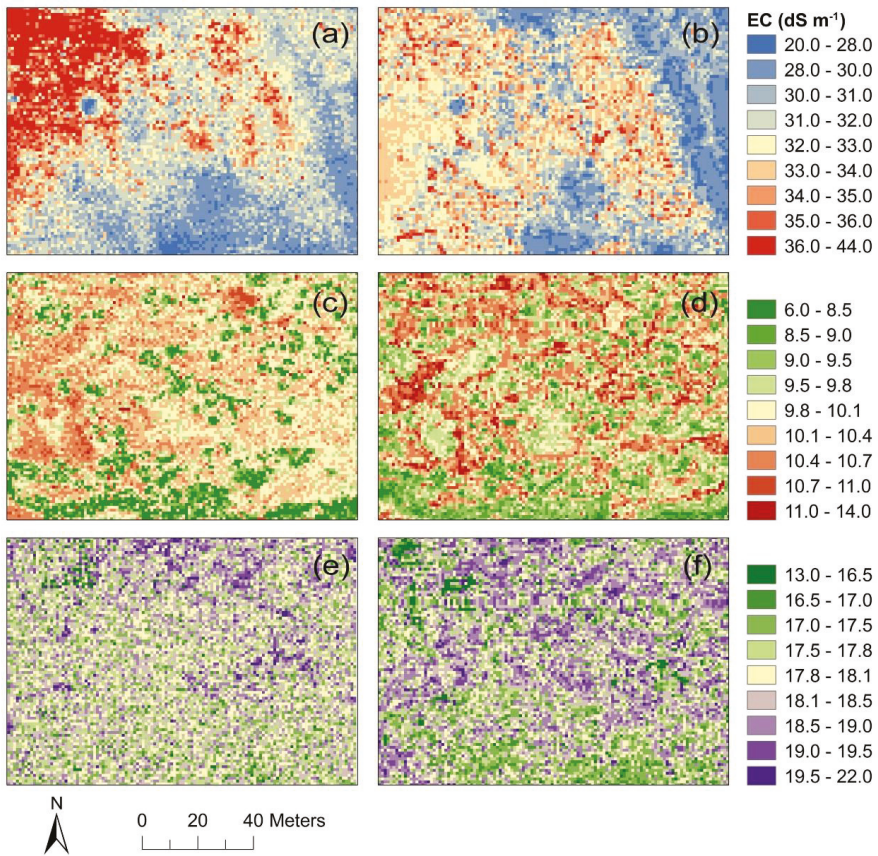 (a)
(b)
EC (dS m⁻¹)
20.0 - 28.0
28.0 - 30.0
30.0 - 31.0
31.0 - 32.0
32.0 - 33.0
33.0 - 34.0
34.0 - 35.0
35.0 - 36.0
36.0 - 44.0
(c)
(d)
6.0 - 8.5
8.5 - 9.0
9.0 - 9.5
9.5 - 9.8
9.8 - 10.1
10.1 - 10.4
10.4 - 10.7
10.7 - 11.0
11.0 - 14.0
(e)
(f)
13.0 - 16.5
16.5 - 17.0
17.0 - 17.5
17.5 - 17.8
17.8 - 18.1
18.1 - 18.5
18.5 - 19.0
19.0 - 19.5
19.5 - 22.0
N
0 20 40 Meters